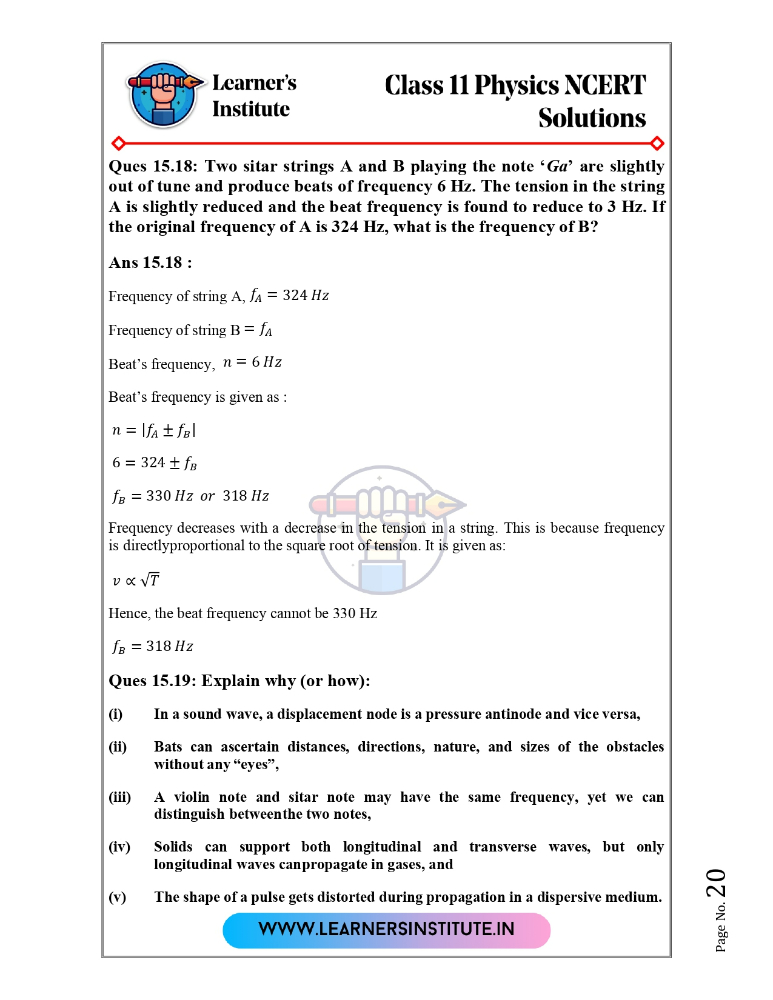 Learner's
Institute
Class 11 Physics NCERT
Solutions
Ques 15.18: Two sitar strings A and B playing the note ‘Ga’ are slightly
out of tune and produce beats of frequency 6 Hz. The tension in the string
A is slightly reduced and the beat frequency is found to reduce to 3 Hz. If
the original frequency of A is 324 Hz, what is the frequency of B?
Ans 15.18 :
Frequency of string A, f_A = 324 Hz
Frequency of string B = f_A
Beat’s frequency, n = 6 Hz
Beat’s frequency is given as :
n = |f_A ± f_B|
6 = 324 ± f_B
f_B = 330 Hz or 318 Hz
Frequency decreases with a decrease in the tension in a string. This is because frequency
is directlyproportional to the square root of tension. It is given as:
v ∝ √T
Hence, the beat frequency cannot be 330 Hz
f_B = 318 Hz
Ques 15.19: Explain why (or how):
(i) In a sound wave, a displacement node is a pressure antinode and vice versa,
(ii) Bats can ascertain distances, directions, nature, and sizes of the obstacles
without any “eyes”,
(iii) A violin note and sitar note may have the same frequency, yet we can
distinguish betweenthe two notes,
(iv) Solids can support both longitudinal and transverse waves, but only
longitudinal waves canpropagate in gases, and
(v) The shape of a pulse gets distorted during propagation in a dispersive medium.
WWW.LEARNERSINSTITUTE.IN
Page No. 20